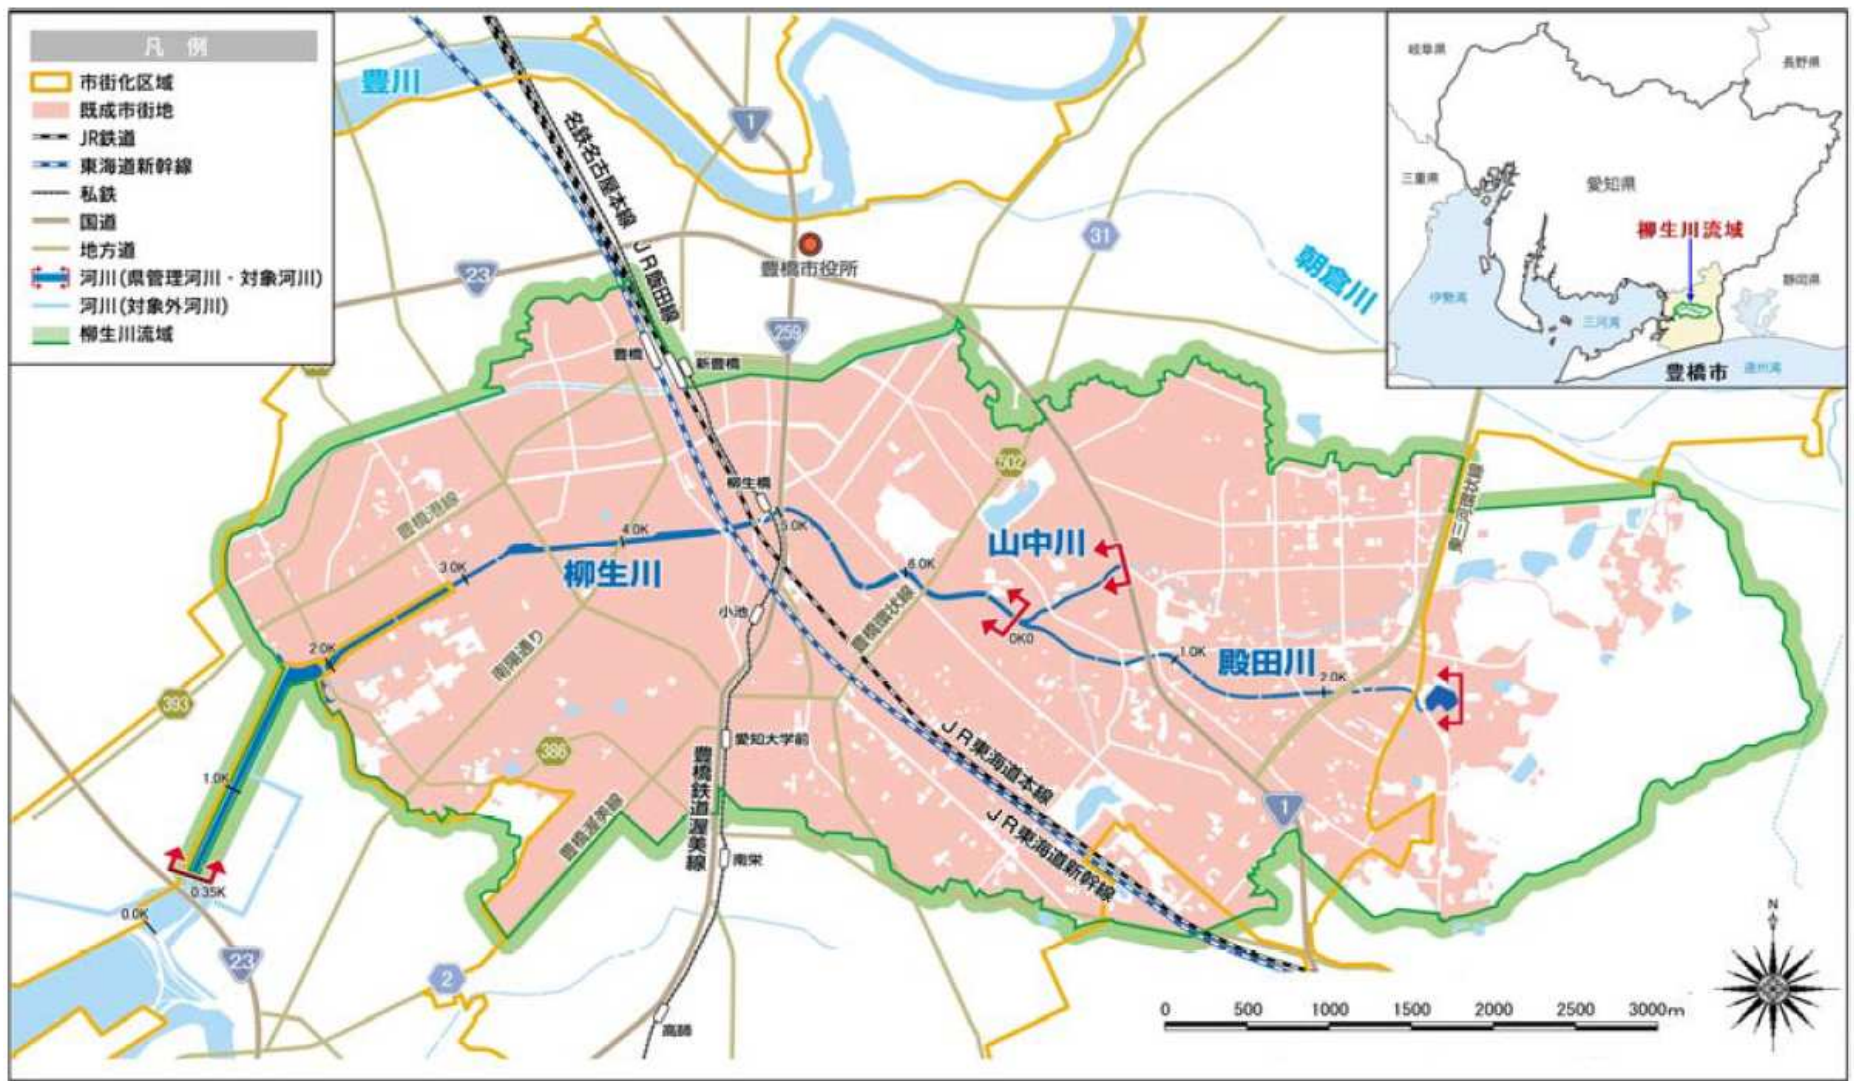 凡 例
市街化区域
既成市街地
JR鉄道
東海道新幹線
私鉄
国道
地方道
河川(県管理河川・対象河川)
河川(対象外河川)
柳生川流域
豊川
1
名鉄名古屋本線
JR飯田線
23
豊橋市役所
31
朝倉川
259
豊橋
新豊橋
岐阜県
長野県
三重県
愛知県
柳生川流域
静岡県
伊勢湾
三河湾
豊橋市
遠州灘
502
柳生橋
豊橋港線
東三河環状線
5.0K
4.0K
山中川
3.0K
柳生川
6.0K
小池
豊橋環状線
0K0
2.0K
南陽通り
1.0K
殿田川
2.0K
393
386
愛知大学前
JR東海道本線
豊橋鉄道渥美線
1.0K
豊橋渥美線
JR東海道新幹線
1
南栄
0.35K
0.0K
23
2
高師
N
0 500 1000 1500 2000 2500 3000m